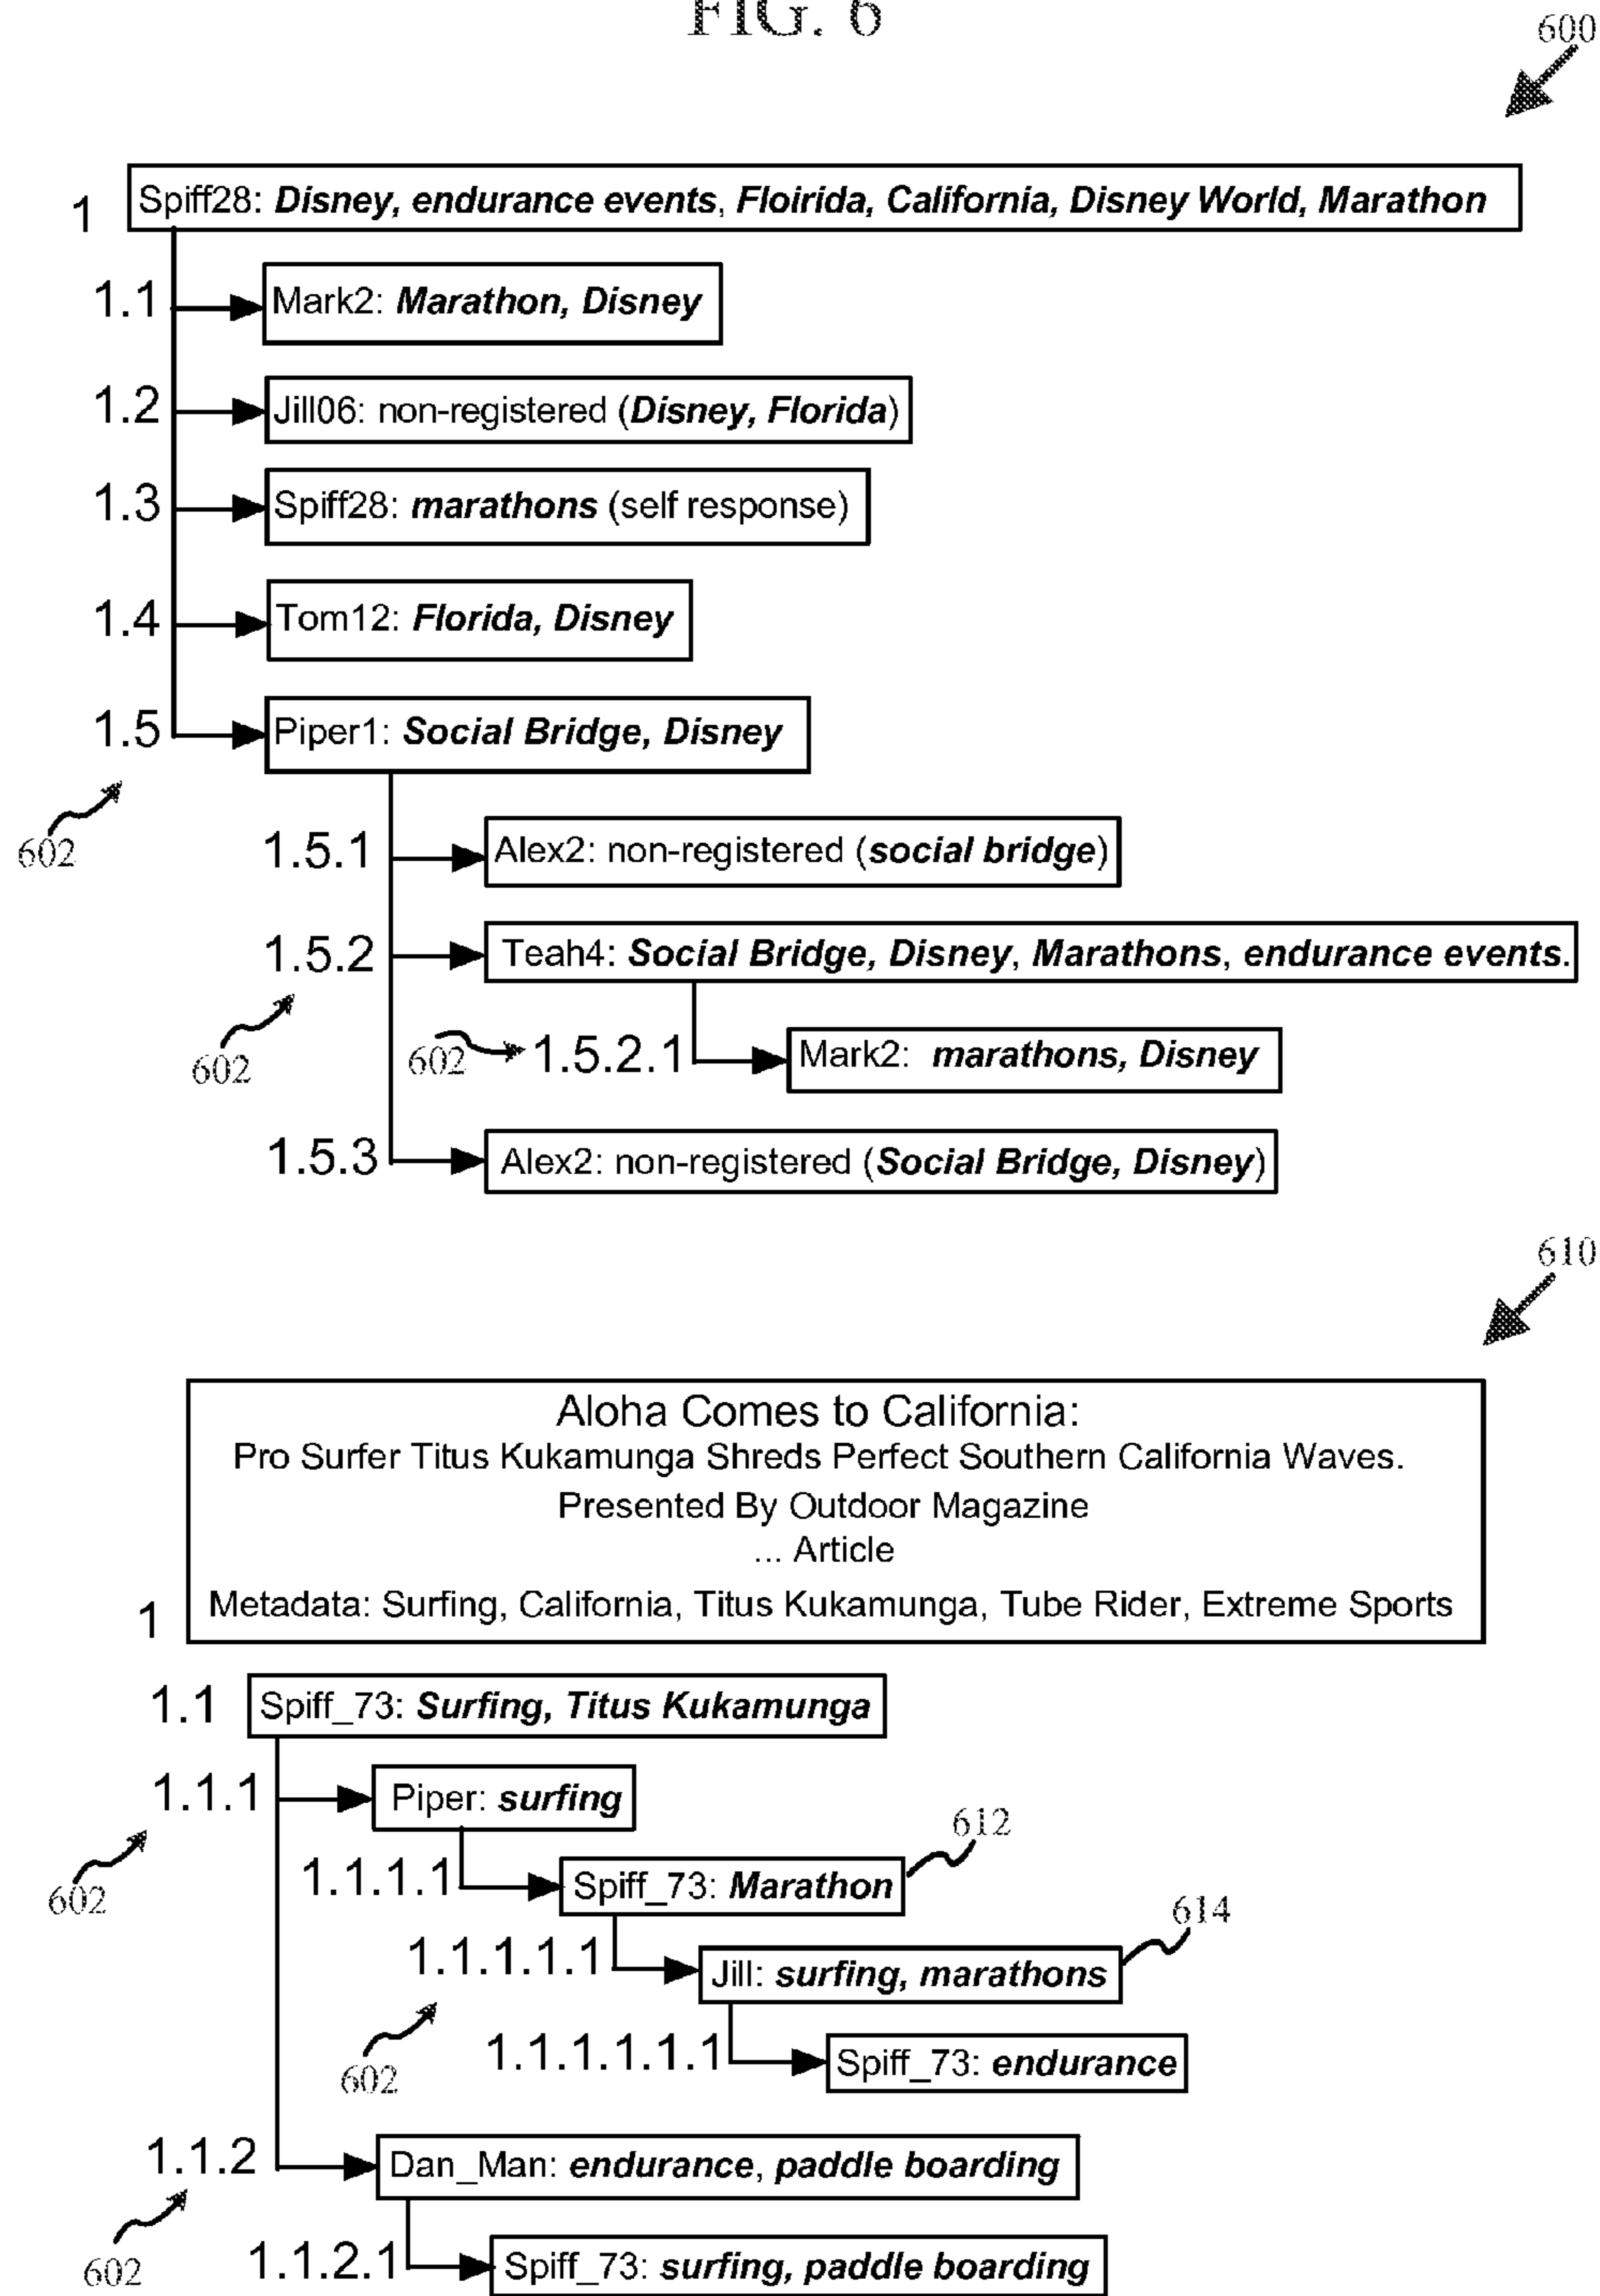 FIG. 6
600
1 Spiff28: Disney, endurance events, Floirida, California, Disney World, Marathon
1.1 Mark2: Marathon, Disney
1.2 Jill06: non-registered (Disney, Florida)
1.3 Spiff28: marathons (self response)
1.4 Tom12: Florida, Disney
1.5 Piper1: Social Bridge, Disney
602
1.5.1 Alex2: non-registered (social bridge)
1.5.2 Teah4: Social Bridge, Disney, Marathons, endurance events.
602
602 1.5.2.1 Mark2: marathons, Disney
1.5.3 Alex2: non-registered (Social Bridge, Disney)
610
Aloha Comes to California:
Pro Surfer Titus Kukamunga Shreds Perfect Southern California Waves.
Presented By Outdoor Magazine
... Article
1 Metadata: Surfing, California, Titus Kukamunga, Tube Rider, Extreme Sports
1.1 Spiff_73: Surfing, Titus Kukamunga
1.1.1 Piper: surfing
602
612
1.1.1.1 Spiff_73: Marathon
614
1.1.1.1.1 Jill: surfing, marathons
602
1.1.1.1.1.1 Spiff_73: endurance
1.1.2 Dan_Man: endurance, paddle boarding
602
1.1.2.1 Spiff_73: surfing, paddle boarding